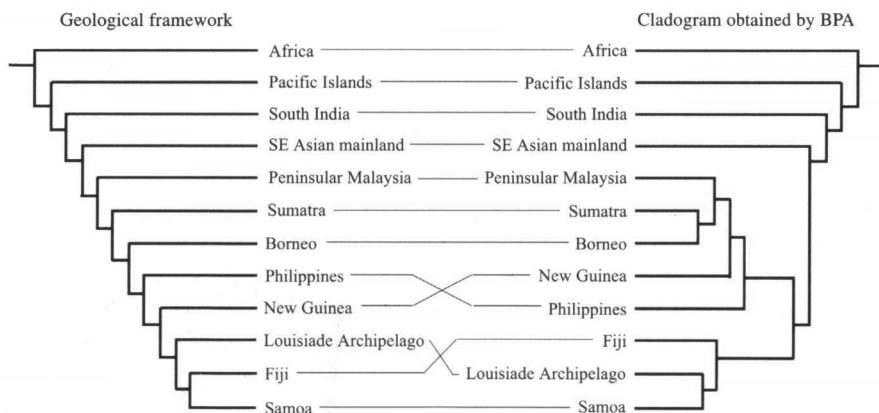 Geological framework
Cladogram obtained by BPA
Africa
Africa
Pacific Islands
Pacific Islands
South India
South India
SE Asian mainland
SE Asian mainland
Peninsular Malaysia
Peninsular Malaysia
Sumatra
Sumatra
Borneo
Borneo
Philippines
New Guinea
New Guinea
Philippines
Louisiade Archipelago
Fiji
Fiji
Louisiade Archipelago
Samoa
Samoa